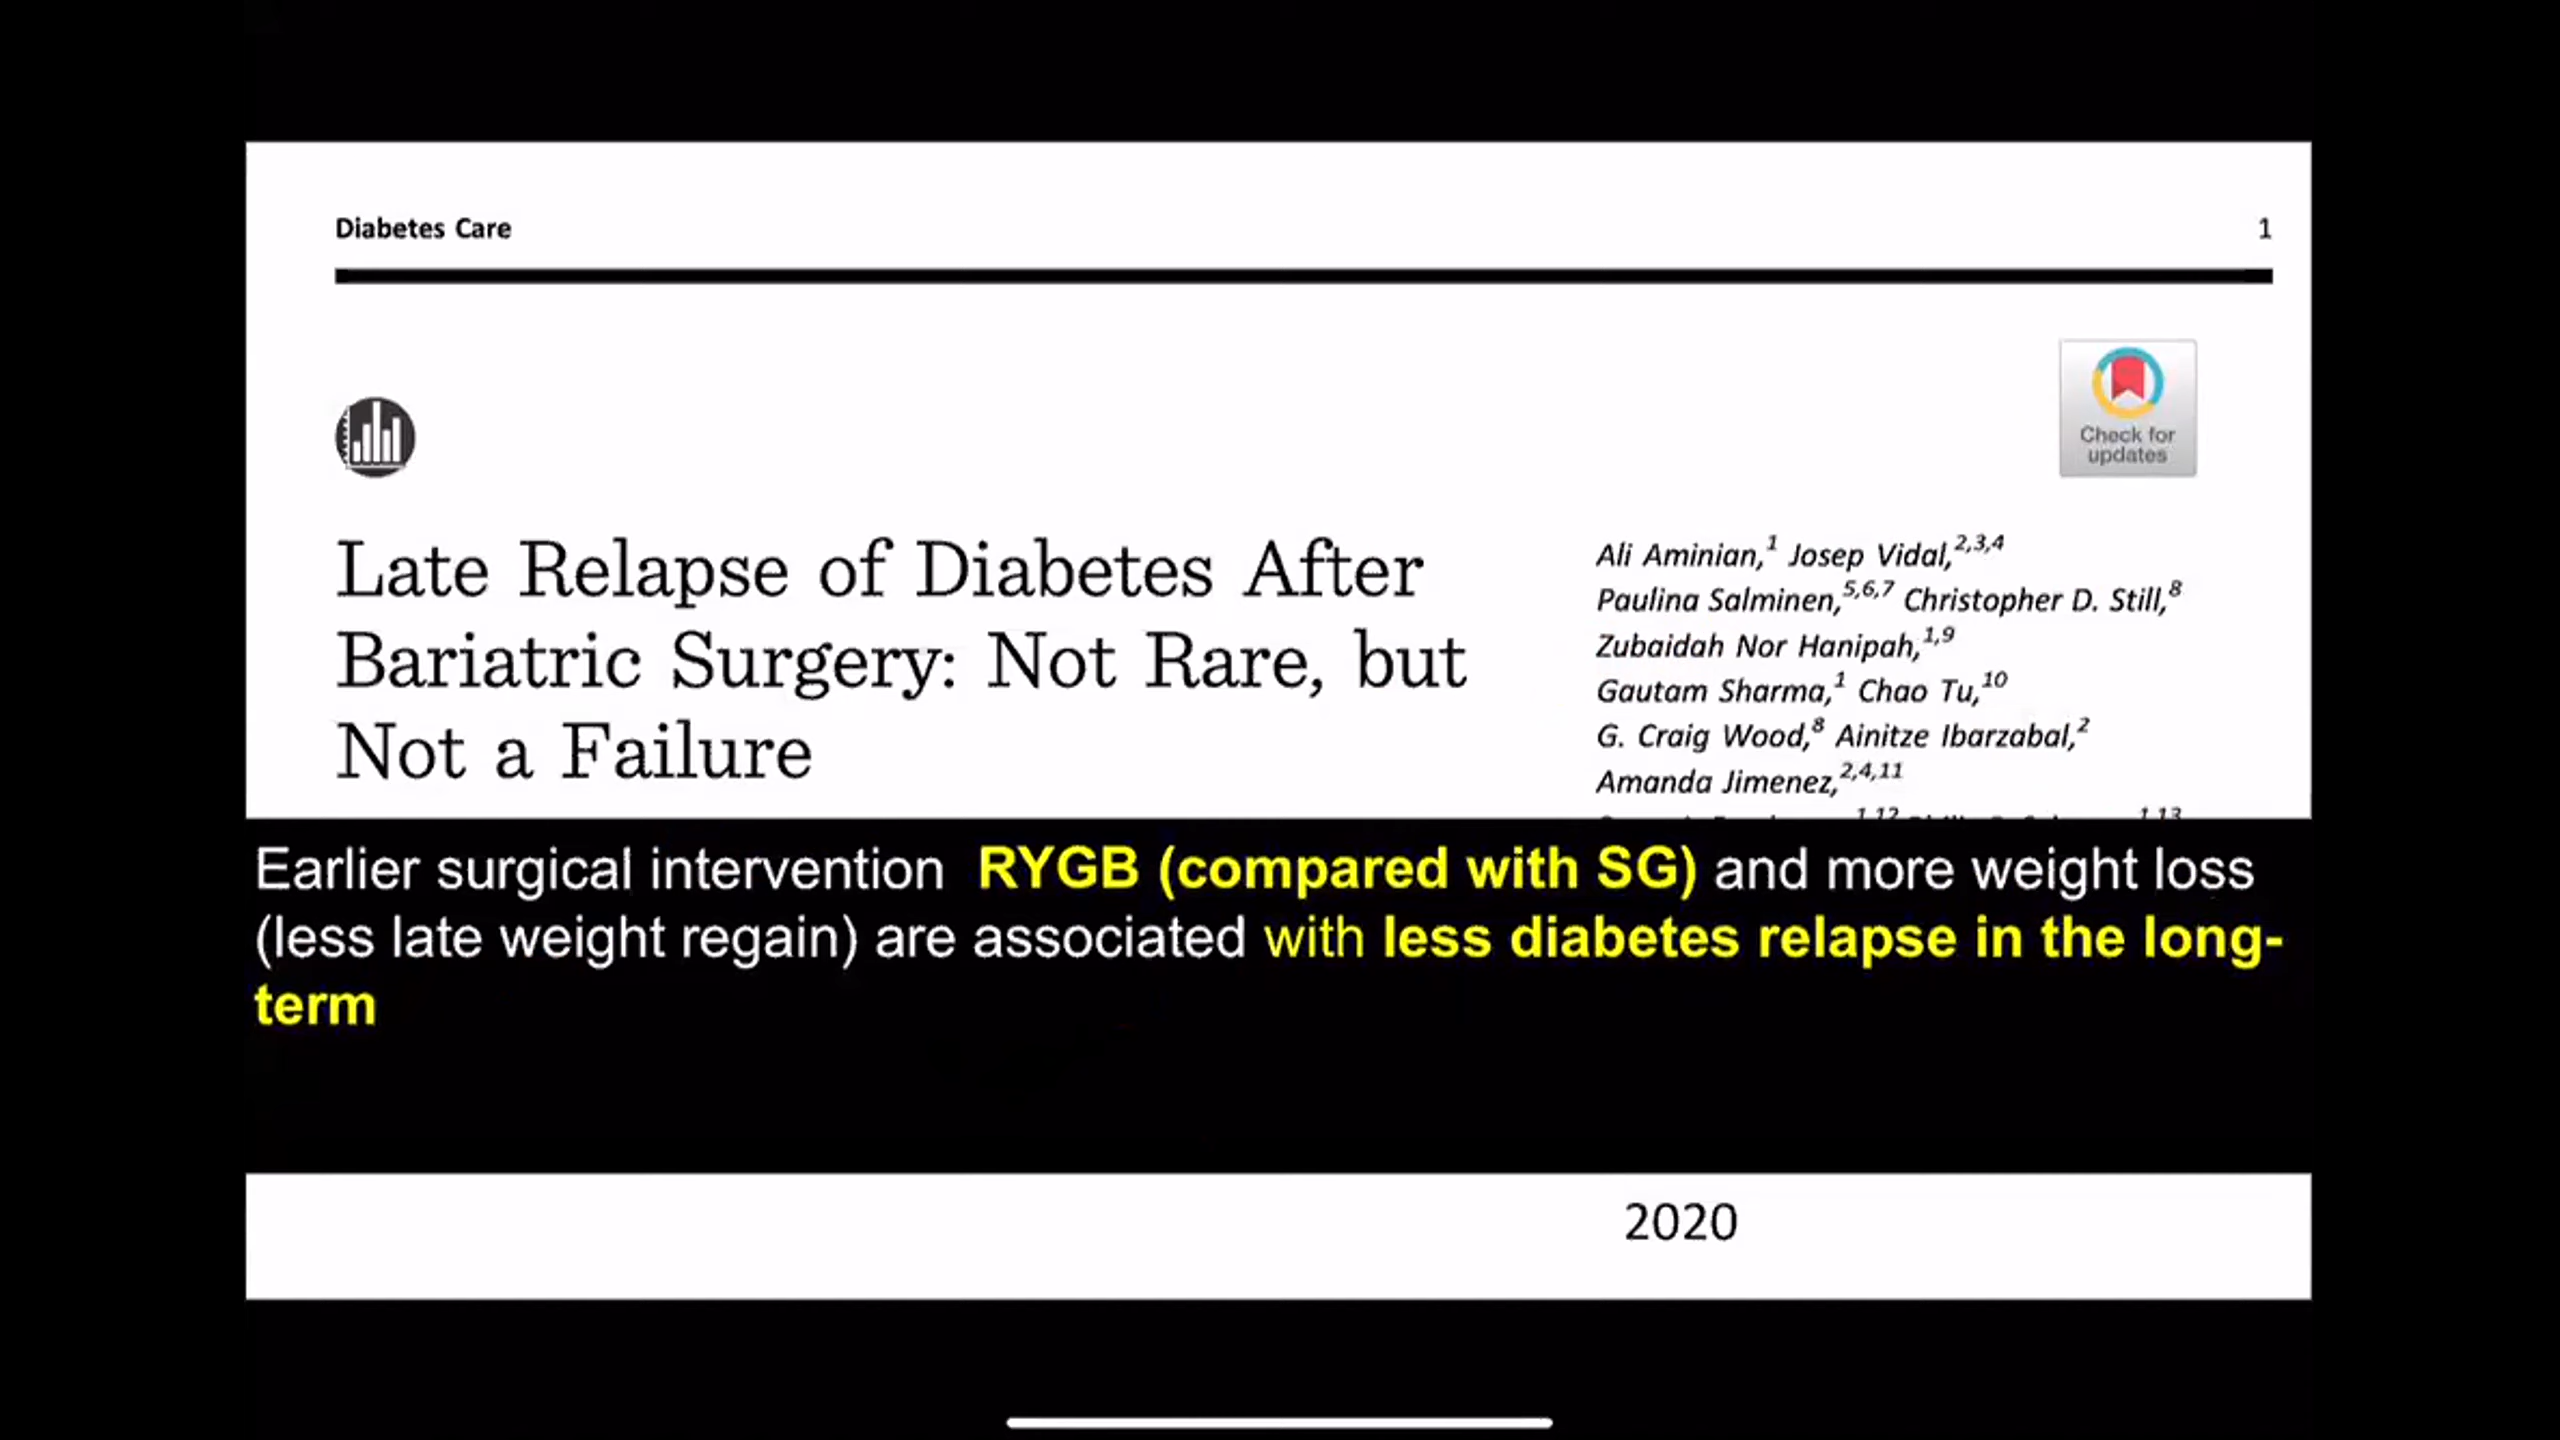 Diabetes Care
1
Check for
updates
Late Relapse of Diabetes After
Bariatric Surgery: Not Rare, but
Not a Failure
Ali Aminian,1 Josep Vidal,2,3,4
Paulina Salminen,5,6,7 Christopher D. Still,8
Zubaidah Nor Hanipah,1,9
Gautam Sharma,1 Chao Tu,10
G. Craig Wood,8 Ainitze Ibarzabal,2
Amanda Jimenez,2,4,11
1,12 1,13
Earlier surgical intervention RYGB (compared with SG) and more weight loss
(less late weight regain) are associated with less diabetes relapse in the long-
term
2020